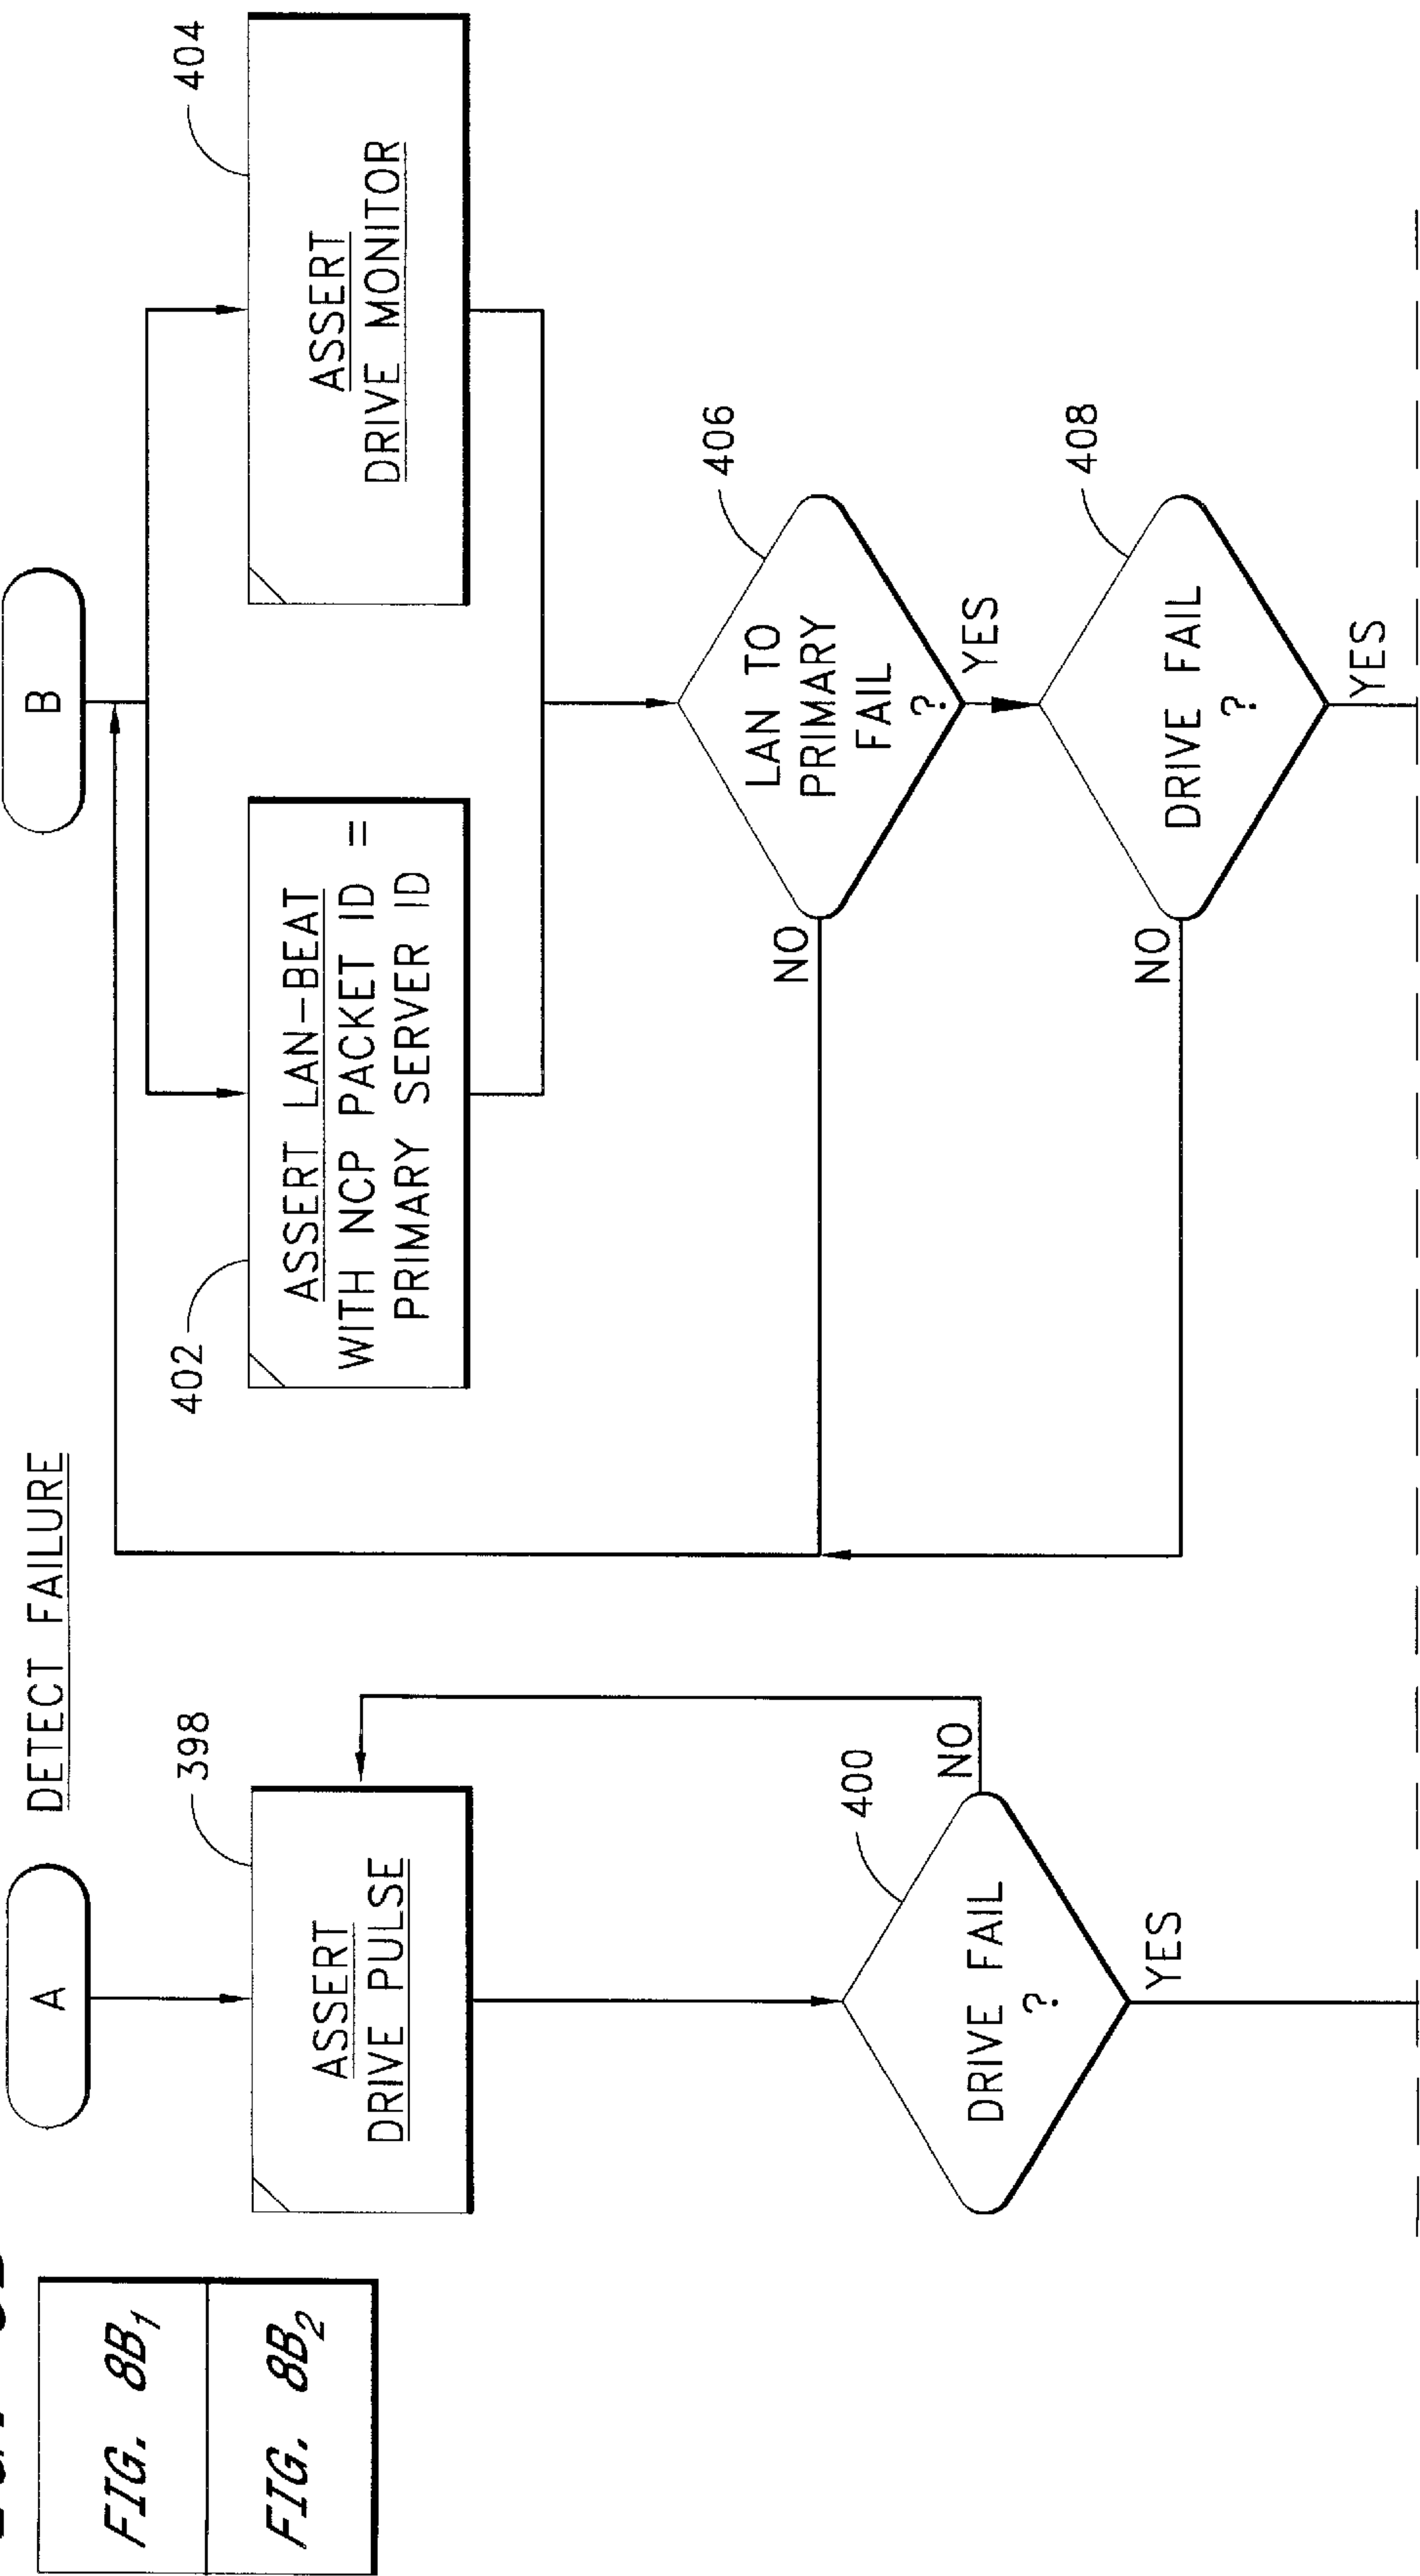 FIG. 8B₁
FIG. 8B₂
DETECT FAILURE
A
398
ASSERT
DRIVE PULSE
400
DRIVE FAIL
?
NO
YES
B
402
ASSERT LAN-BEAT
WITH NCP PACKET ID =
PRIMARY SERVER ID
404
ASSERT
DRIVE MONITOR
406
LAN TO
PRIMARY
FAIL
?
NO
YES
408
DRIVE FAIL
?
NO
YES